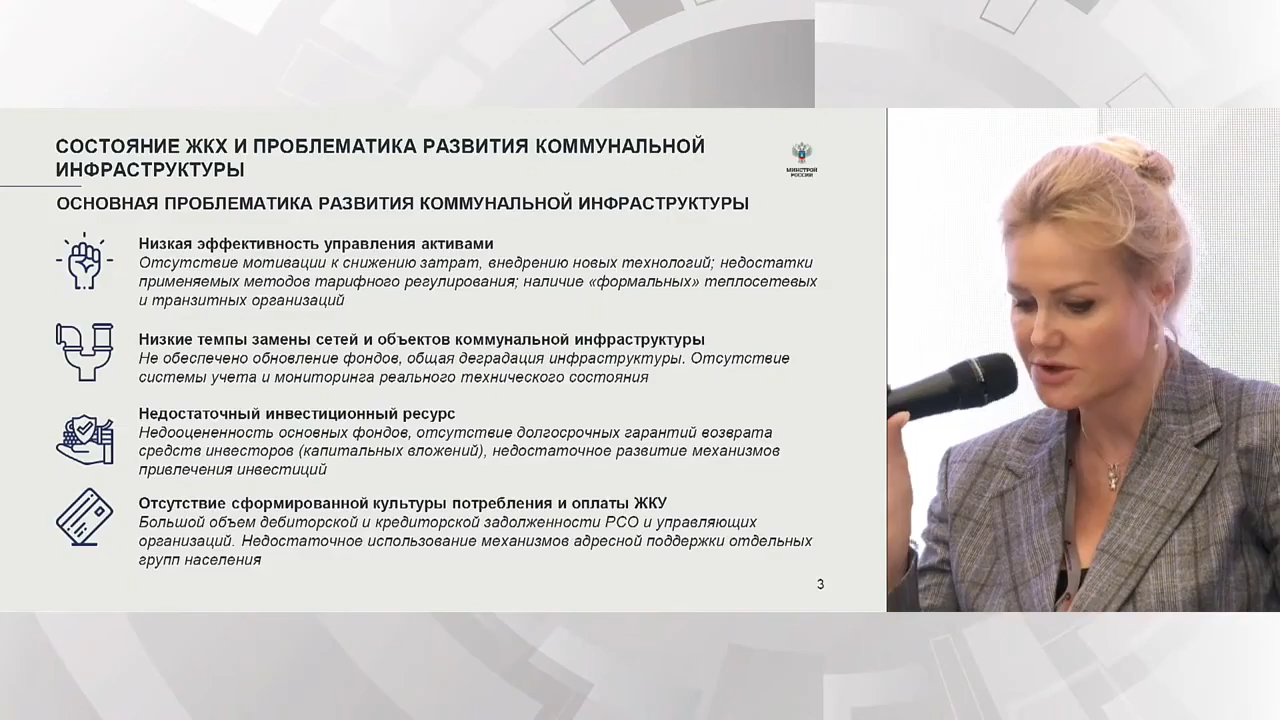 СОСТОЯНИЕ ЖКХ И ПРОБЛЕМАТИКА РАЗВИТИЯ КОММУНАЛЬНОЙ
ИНФРАСТРУКТУРЫ
МИНСТРОЙ
РОССИИ
ОСНОВНАЯ ПРОБЛЕМАТИКА РАЗВИТИЯ КОММУНАЛЬНОЙ ИНФРАСТРУКТУРЫ
Низкая эффективность управления активами
Отсутствие мотивации к снижению затрат, внедрению новых технологий; недостатки
применяемых методов тарифного регулирования; наличие «формальных» теплосетевых
и транзитных организаций
Низкие темпы замены сетей и объектов коммунальной инфраструктуры
Не обеспечено обновление фондов, общая деградация инфраструктуры. Отсутствие
системы учета и мониторинга реального технического состояния
Недостаточный инвестиционный ресурс
Недооцененность основных фондов, отсутствие долгосрочных гарантий возврата
средств инвесторов (капитальных вложений), недостаточное развитие механизмов
привлечения инвестиций
Отсутствие сформированной культуры потребления и оплаты ЖКУ
Большой объем дебиторской и кредиторской задолженности РСО и управляющих
организаций. Недостаточное использование механизмов адресной поддержки отдельных
групп населения
3